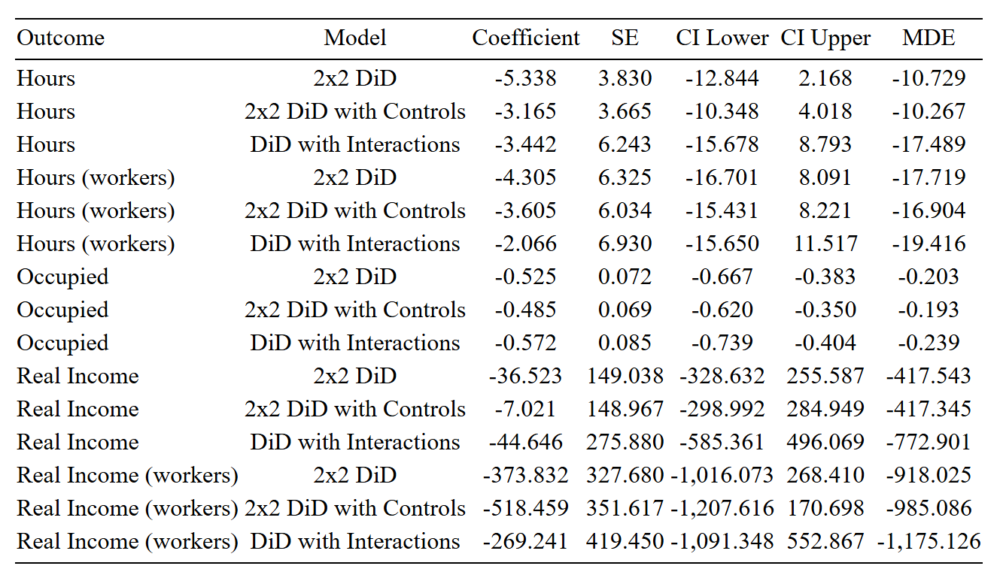 Outcome Model Coefficient SE CI Lower CI Upper MDE
Hours 2x2 DiD -5.338 3.830 -12.844 2.168 -10.729
Hours 2x2 DiD with Controls -3.165 3.665 -10.348 4.018 -10.267
Hours DiD with Interactions -3.442 6.243 -15.678 8.793 -17.489
Hours (workers) 2x2 DiD -4.305 6.325 -16.701 8.091 -17.719
Hours (workers) 2x2 DiD with Controls -3.605 6.034 -15.431 8.221 -16.904
Hours (workers) DiD with Interactions -2.066 6.930 -15.650 11.517 -19.416
Occupied 2x2 DiD -0.525 0.072 -0.667 -0.383 -0.203
Occupied 2x2 DiD with Controls -0.485 0.069 -0.620 -0.350 -0.193
Occupied DiD with Interactions -0.572 0.085 -0.739 -0.404 -0.239
Real Income 2x2 DiD -36.523 149.038 -328.632 255.587 -417.543
Real Income 2x2 DiD with Controls -7.021 148.967 -298.992 284.949 -417.345
Real Income DiD with Interactions -44.646 275.880 -585.361 496.069 -772.901
Real Income (workers) 2x2 DiD -373.832 327.680 -1,016.073 268.410 -918.025
Real Income (workers) 2x2 DiD with Controls -518.459 351.617 -1,207.616 170.698 -985.086
Real Income (workers) DiD with Interactions -269.241 419.450 -1,091.348 552.867 -1,175.126